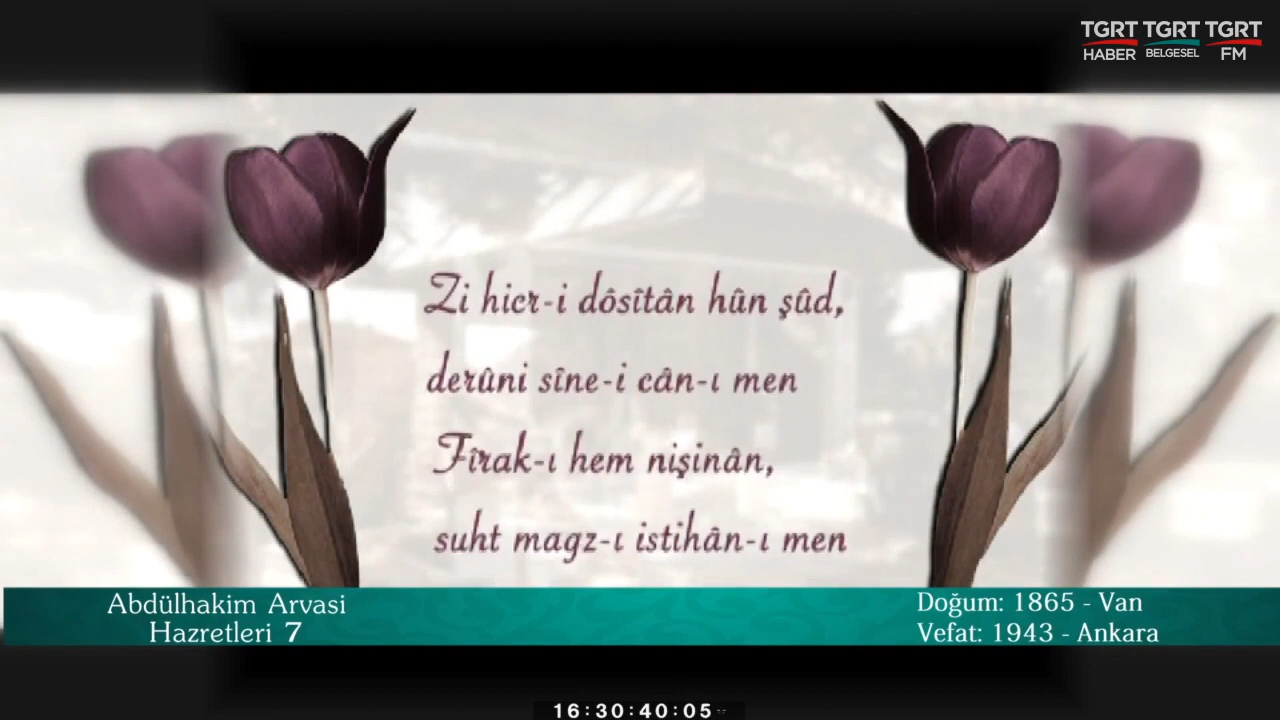 TGRT TGRT TGRT
HABER BELGESEL FM
Zi hicr-i dôsîtân hûn şûd,
derûni sîne-i cân-ı men
Fîrak-ı hem nişinân,
suht magz-ı istihân-ı men
Abdülhakim Arvasi
Hazretleri 7
Doğum: 1865 - Van
Vefat: 1943 - Ankara
16:30:40:05